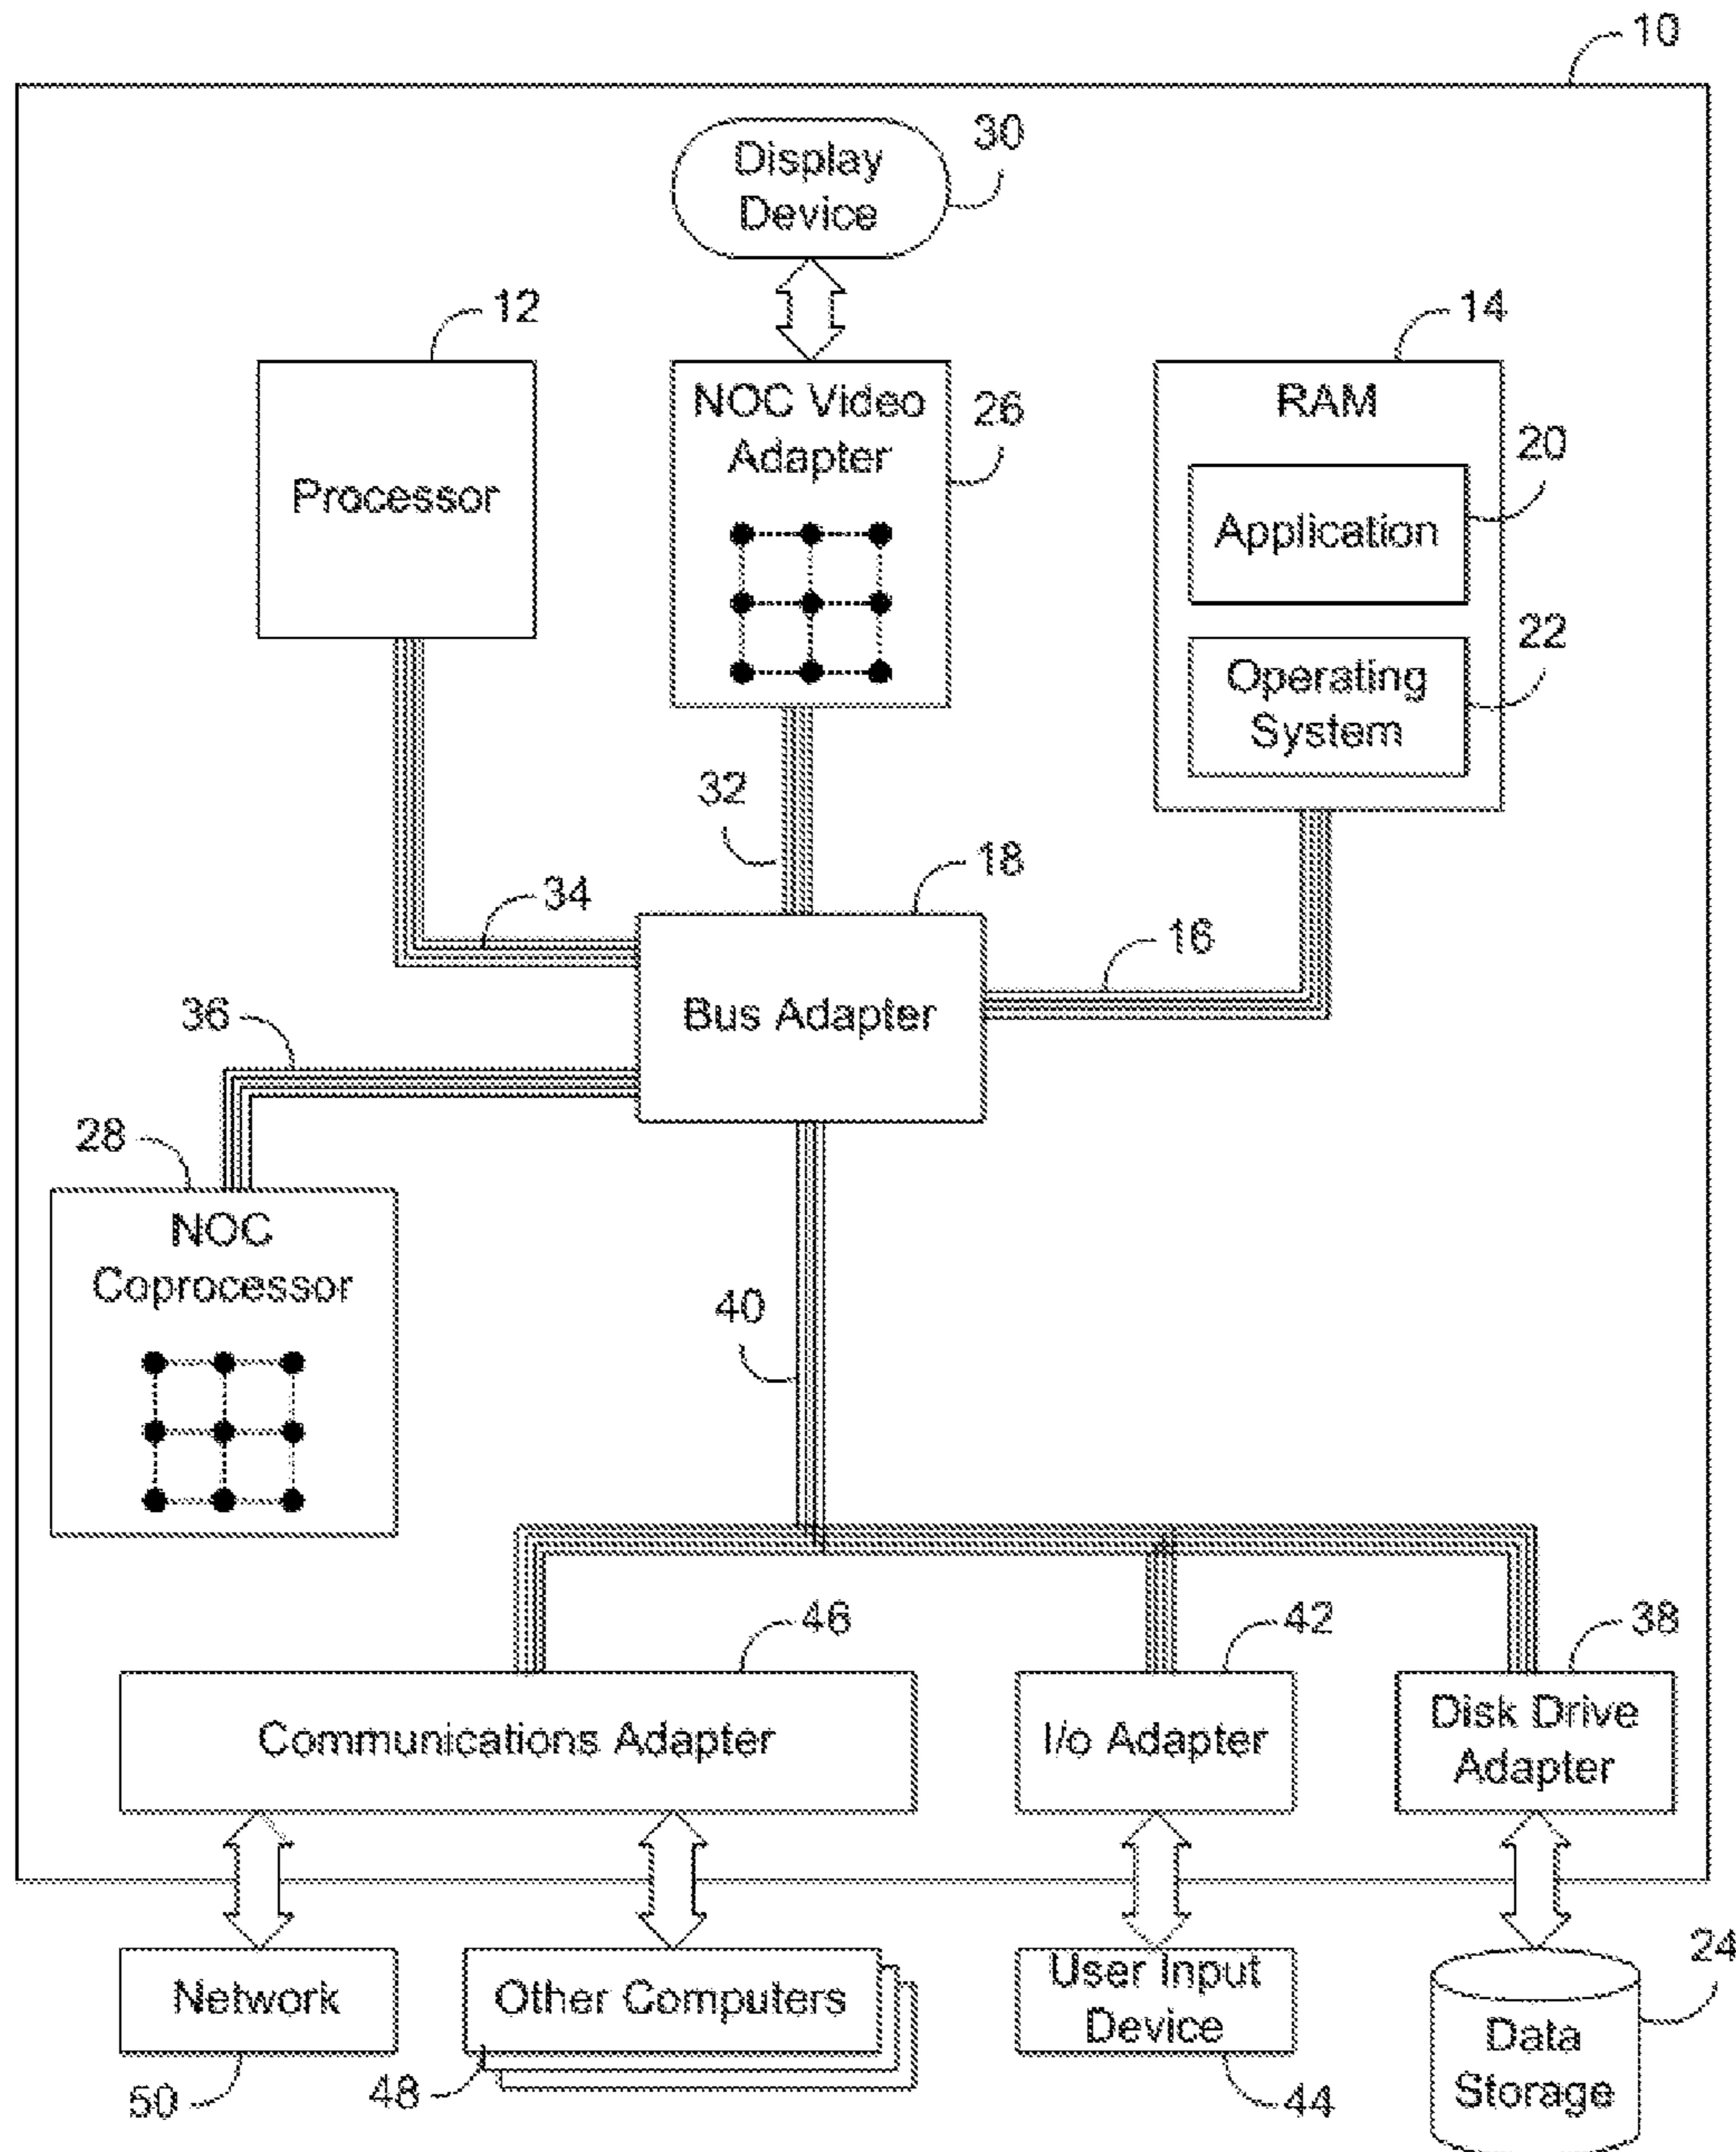 10
Display
Device
30
12
14
NOC Video
Adapter
26
RAM
20
Processor
Application
22
Operating
System
32
18
34
16
36
Bus Adapter
28
NOC
Coprocessor
40
46
42
38
Communications Adapter
I/o Adapter
Disk Drive
Adapter
24
Network
Other Computers
User Input
Device
Data
Storage
50
48
44